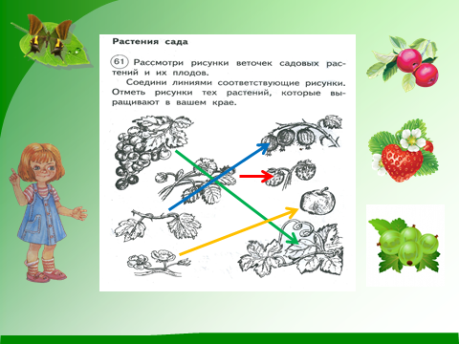 Растения сада
61 Рассмотри рисунки веточек садовых рас-
тений и их плодов.
Соедини линиями соответствующие рисунки.
Отметь рисунки тех растений, которые вы-
ращивают в вашем крае.